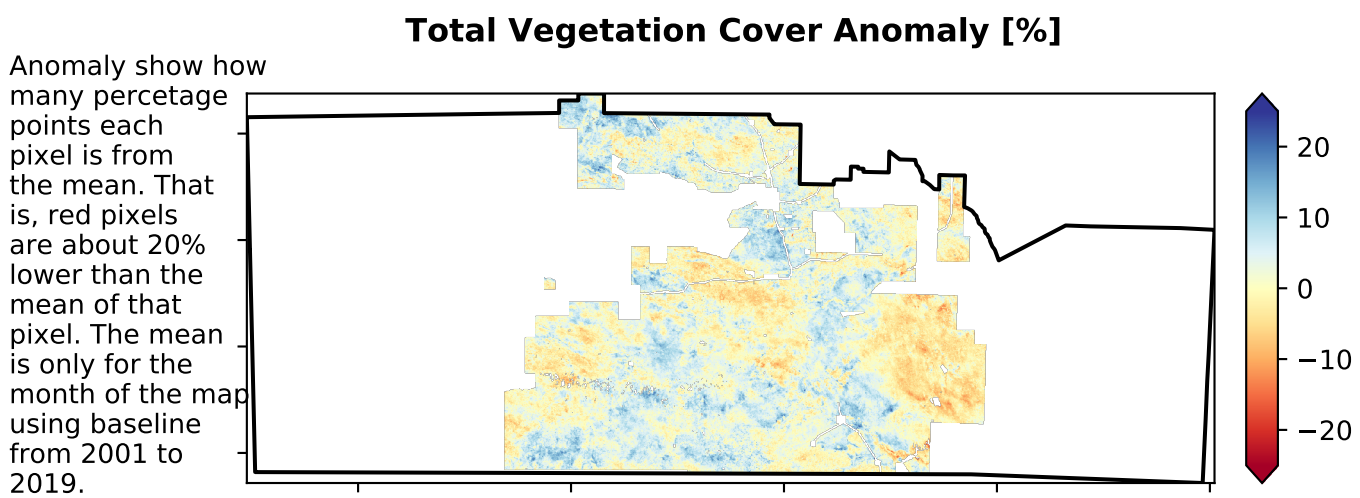 Total Vegetation Cover Anomaly [%]
Anomaly show how
many percetage
points each
pixel is from
the mean. That
is, red pixels
are about 20%
lower than the
mean of that
pixel. The mean
is only for the
month of the map
using baseline
from 2001 to
2019.
20
10
0
−10
−20